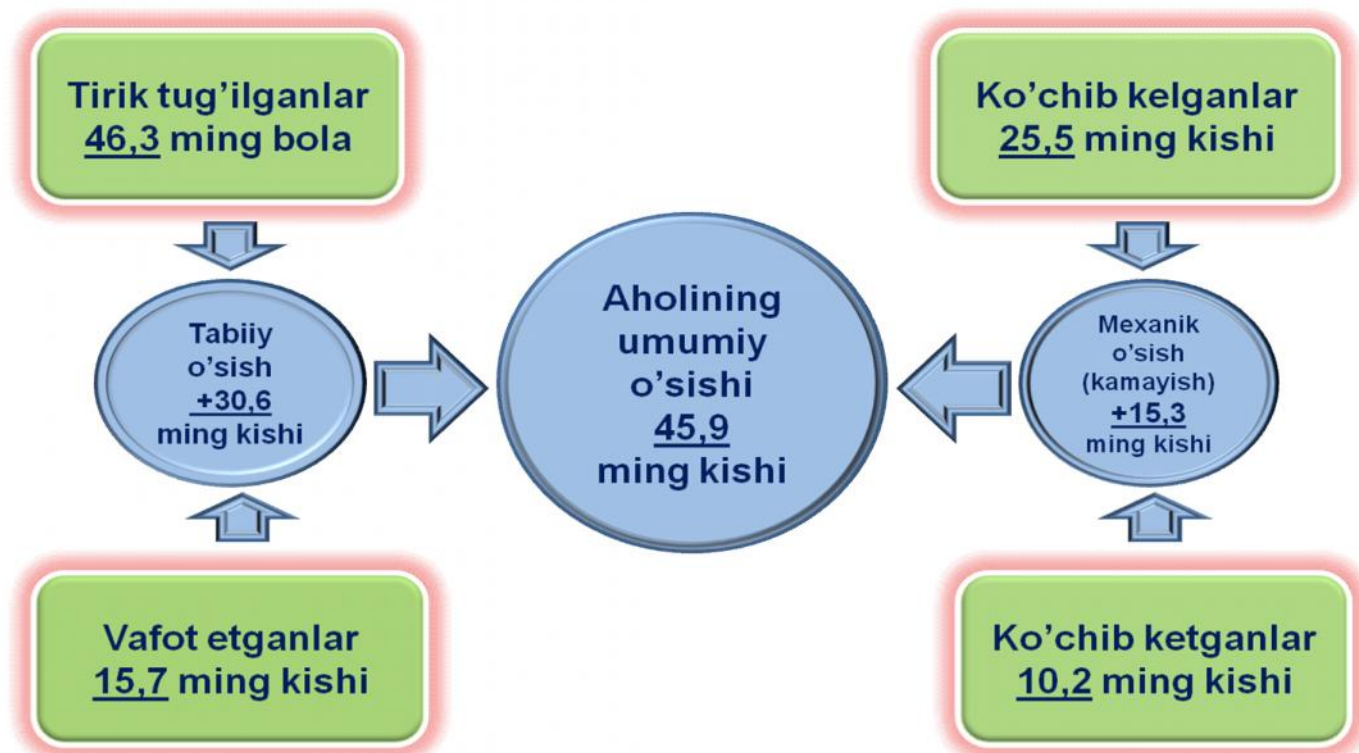 Tirik tug’ilganlar
46,3 ming bola
Ko’chib kelganlar
25,5 ming kishi
Tabiiy
o’sish
+30,6
ming kishi
Aholining
umumiy
o’sishi
45,9
ming kishi
Mexanik
o’sish
(kamayish)
+15,3
ming kishi
Vafot etganlar
15,7 ming kishi
Ko’chib ketganlar
10,2 ming kishi